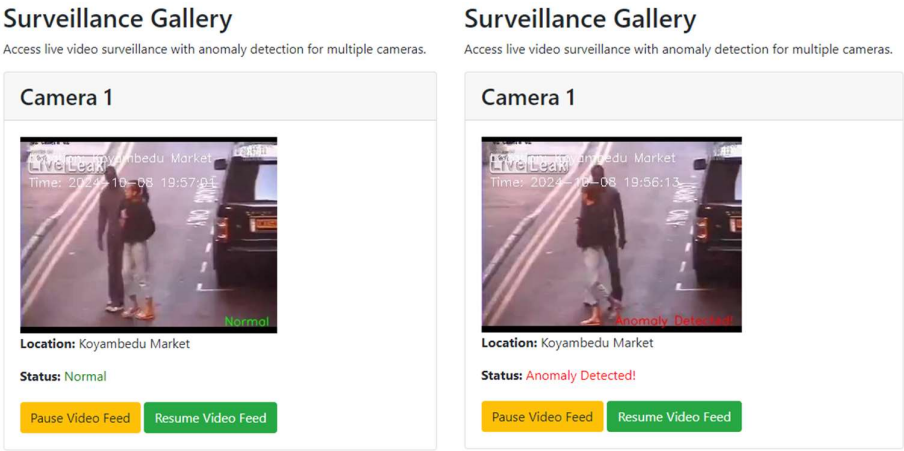 Surveillance Gallery
Access live video surveillance with anomaly detection for multiple cameras.
Camera 1
Koyambedu Market
LiveLeak
Time: 2024-10-08 19:57:01
ONLY
Normal
Location: Koyambedu Market
Status: Normal
Pause Video Feed
Resume Video Feed
Surveillance Gallery
Access live video surveillance with anomaly detection for multiple cameras.
Camera 1
Koyambedu Market
LiveLeak
Time: 2024-10-08 19:56:13
ONLY
Anomaly Detected!
Location: Koyambedu Market
Status: Anomaly Detected!
Pause Video Feed
Resume Video Feed